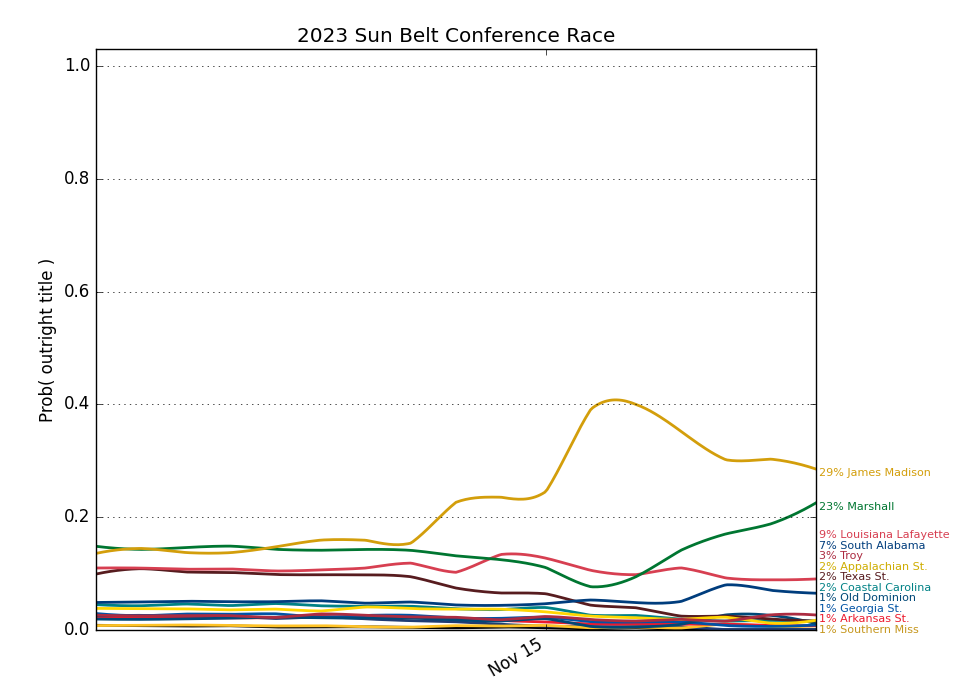 2023 Sun Belt Conference Race
Prob( outright title )
1.0
0.8
0.6
0.4
0.2
0.0
Nov 15
29% James Madison
23% Marshall
9% Louisiana Lafayette
7% South Alabama
3% Troy
2% Appalachian St.
2% Texas St.
2% Coastal Carolina
1% Old Dominion
1% Georgia St.
1% Arkansas St.
1% Southern Miss